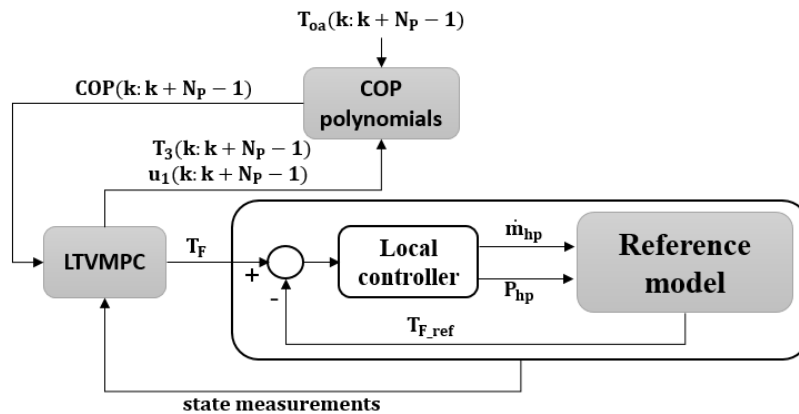 T_oa(k: k + N_P − 1)
COP(k: k + N_P − 1)
COP
polynomials
T_3(k: k + N_P − 1)
u_1(k: k + N_P − 1)
LTVMPC
T_F
+
-
Local
controller
ṁ_hp
P_hp
Reference
model
T_F_ref
state measurements